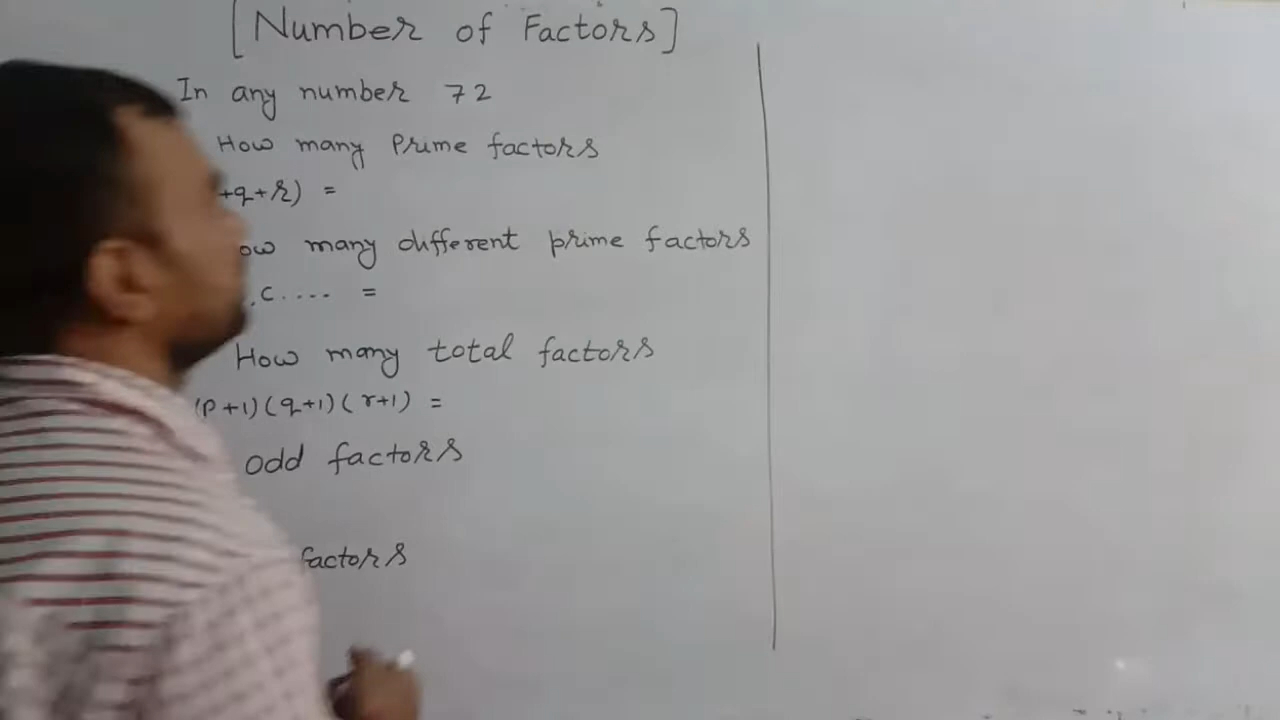 [Number of Factors]
In any number 72
How many Prime factors
+q+r) =
How many different prime factors
,c.... =
How many total factors
(p+1)(q+1)(r+1) =
odd factors
factors